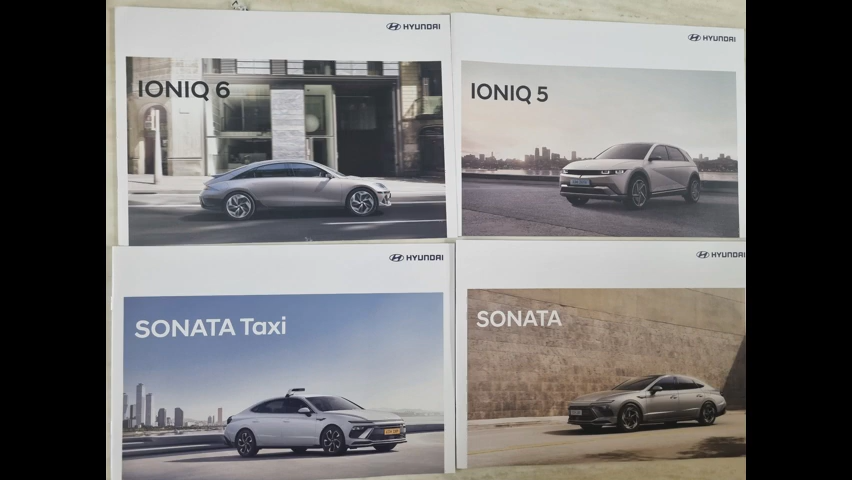 HYUNDAI
IONIQ 6
HYUNDAI
IONIQ 5
HYUNDAI
SONATA Taxi
HYUNDAI
SONATA